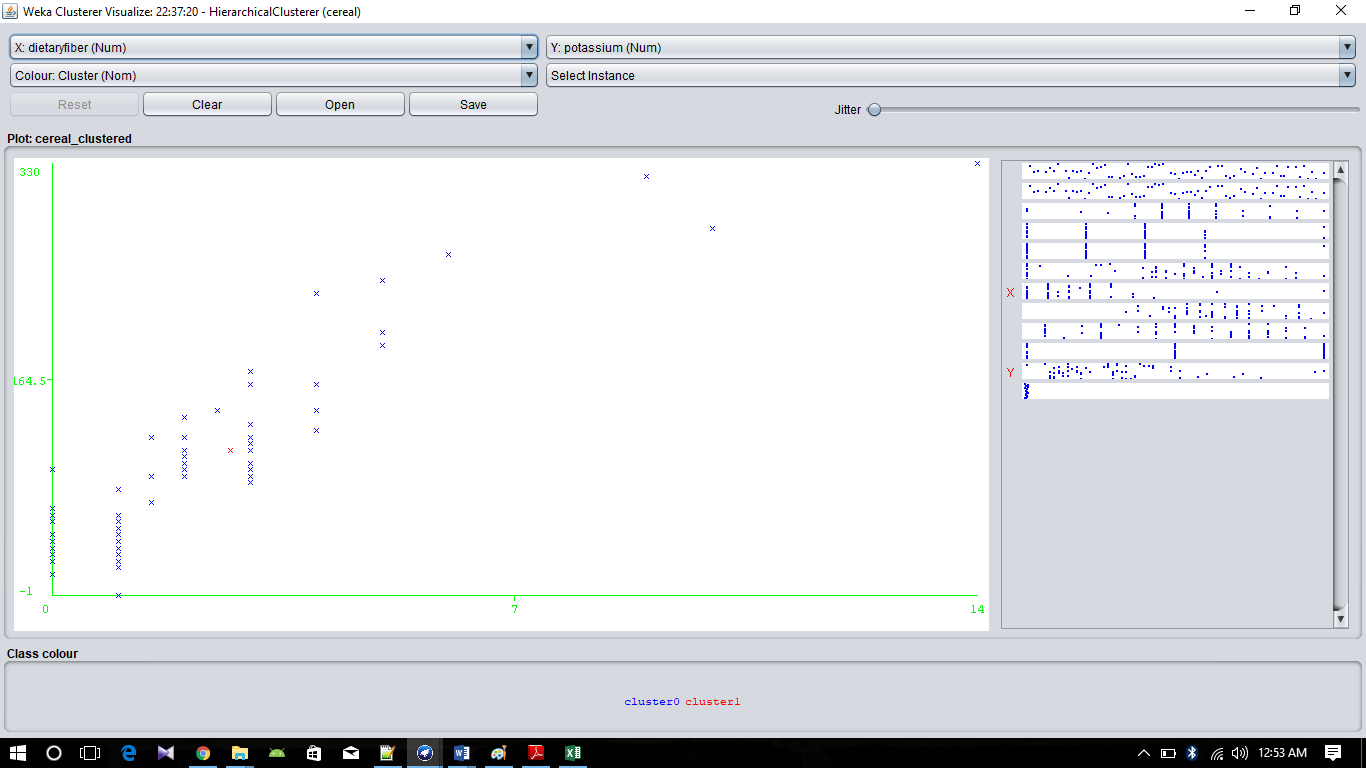 Weka Clusterer Visualize: 22:37:20 - HierarchicalClusterer (cereal)
X: dietaryfiber (Num) Y: potassium (Num)
Colour: Cluster (Nom) Select Instance
Reset Clear Open Save Jitter
Plot: cereal_clustered
330
X
Y
164.5
-1
0 7 14
Class colour
cluster0 cluster1
12:53 AM